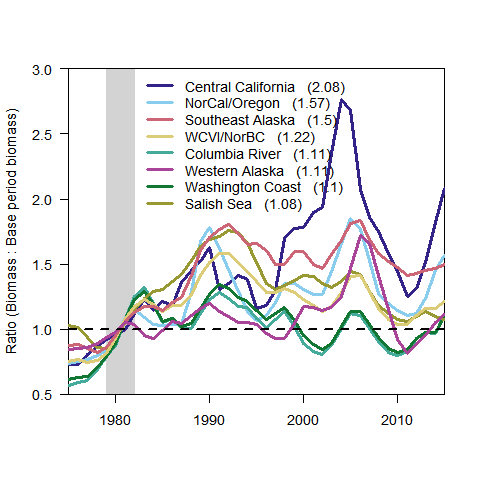 3.0
2.5
2.0
1.5
1.0
0.5
Ratio (Biomass: Base period biomass)
Central California (2.08)
NorCal/Oregon (1.57)
Southeast Alaska (1.5)
WCVI/NorBC (1.22)
Columbia River (1.11)
Western Alaska (1.11)
Washington Coast (1.1)
Salish Sea (1.08)
1980
1990
2000
2010